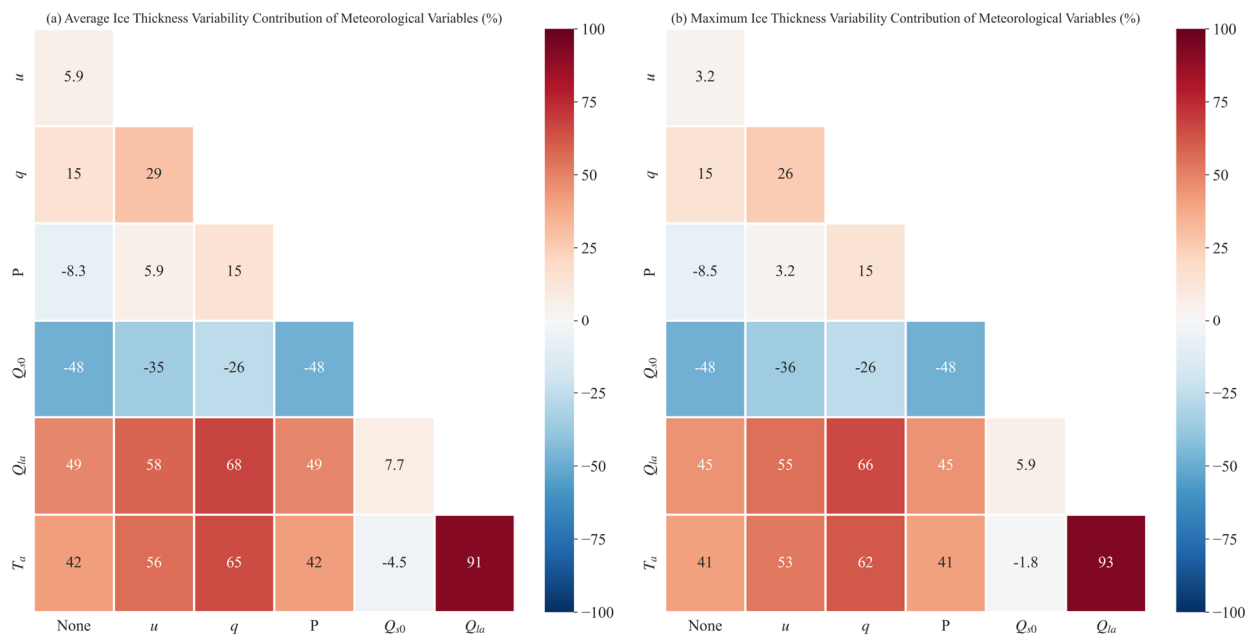 (a) Average Ice Thickness Variability Contribution of Meteorological Variables (%)
u
5.9
q
15 29
P
-8.3 5.9 15
Qs0
-48 -35 -26 -48
Qla
49 58 68 49 7.7
Ta
42 56 65 42 -4.5 91
None u q P Qs0 Qla
100
75
50
25
0
−25
−50
−75
−100
(b) Maximum Ice Thickness Variability Contribution of Meteorological Variables (%)
u
3.2
q
15 26
P
-8.5 3.2 15
Qs0
-48 -36 -26 -48
Qla
45 55 66 45 5.9
Ta
41 53 62 41 -1.8 93
None u q P Qs0 Qla
100
75
50
25
0
−25
−50
−75
−100